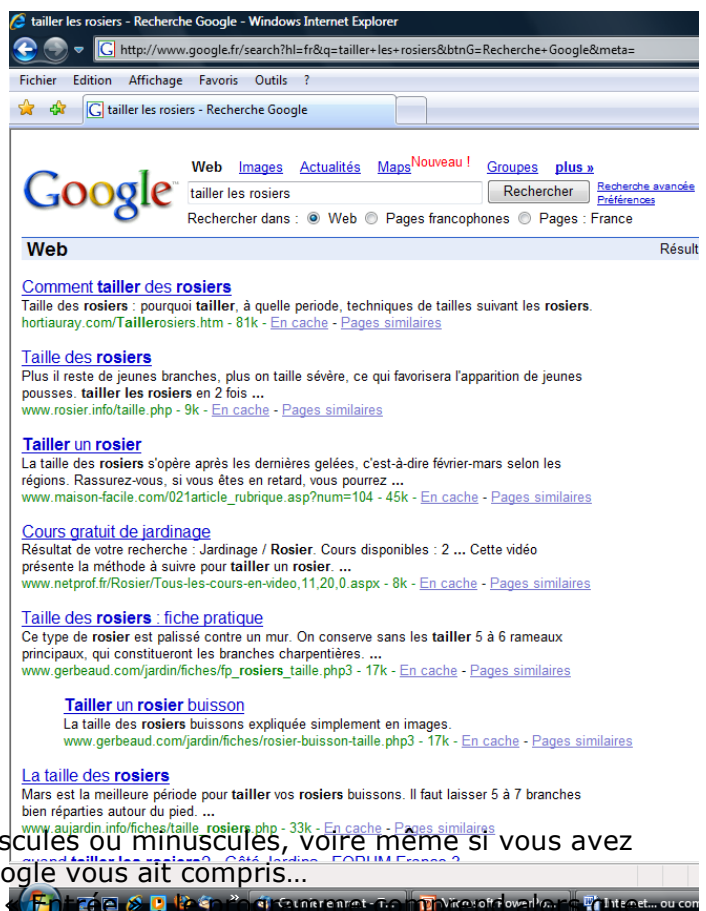 tailler les rosiers - Recherche Google - Windows Internet Explorer
http://www.google.fr/search?hl=fr&q=tailler+les+rosiers&btnG=Recherche+Google&meta=
Fichier Edition Affichage Favoris Outils ?
tailler les rosiers - Recherche Google
Web Images Actualités Maps Nouveau ! Groupes plus »
Google™ tailler les rosiers Rechercher Recherche avancée
Préférences
Rechercher dans : Web Pages francophones Pages : France
Web Résult
Comment tailler des rosiers
Taille des rosiers : pourquoi tailler, à quelle periode, techniques de tailles suivant les rosiers.
hortiauray.com/Taillerosiers.htm - 81k - En cache - Pages similaires
Taille des rosiers
Plus il reste de jeunes branches, plus on taille sévère, ce qui favorisera l'apparition de jeunes
pousses. tailler les rosiers en 2 fois ...
www.rosier.info/taille.php - 9k - En cache - Pages similaires
Tailler un rosier
La taille des rosiers s'opère après les dernières gelées, c'est-à-dire février-mars selon les
régions. Rassurez-vous, si vous êtes en retard, vous pourrez ...
www.maison-facile.com/021article_rubrique.asp?num=104 - 45k - En cache - Pages similaires
Cours gratuit de jardinage
Résultat de votre recherche : Jardinage / Rosier. Cours disponibles : 2 ... Cette vidéo
présente la méthode à suivre pour tailler un rosier. ...
www.netprof.fr/Rosier/Tous-les-cours-en-video,11,20,0.aspx - 8k - En cache - Pages similaires
Taille des rosiers : fiche pratique
Ce type de rosier est palissé contre un mur. On conserve sans les tailler 5 à 6 rameaux
principaux, qui constitueront les branches charpentières. ...
www.gerbeaud.com/jardin/fiches/fp_rosiers_taille.php3 - 17k - En cache - Pages similaires
Tailler un rosier buisson
La taille des rosiers buissons expliquée simplement en images.
www.gerbeaud.com/jardin/fiches/rosier-buisson-taille.php3 - 17k - En cache - Pages similaires
La taille des rosiers
Mars est la meilleure période pour tailler vos rosiers buissons. Il faut laisser 5 à 7 branches
bien réparties autour du pied. ...
www.aujardin.info/fiches/taille_rosiers.php - 33k - En cache - Pages similaires
scules ou minuscules, voire même si vous avez
quand tailler les rosiers? - Côté Jardins - FORUM France 3
ogle vous ait compris…
« Entrée